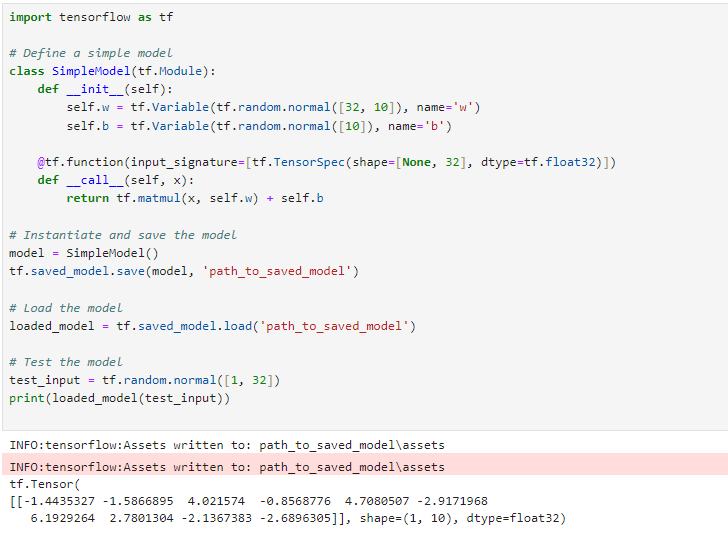 import tensorflow as tf
# Define a simple model
class SimpleModel(tf.Module):
    def __init__(self):
        self.w = tf.Variable(tf.random.normal([32, 10]), name='w')
        self.b = tf.Variable(tf.random.normal([10]), name='b')
    @tf.function(input_signature=[tf.TensorSpec(shape=[None, 32], dtype=tf.float32)])
    def __call__(self, x):
        return tf.matmul(x, self.w) + self.b
# Instantiate and save the model
model = SimpleModel()
tf.saved_model.save(model, 'path_to_saved_model')
# Load the model
loaded_model = tf.saved_model.load('path_to_saved_model')
# Test the model
test_input = tf.random.normal([1, 32])
print(loaded_model(test_input))
INFO:tensorflow:Assets written to: path_to_saved_model\assets
INFO:tensorflow:Assets written to: path_to_saved_model\assets
tf.Tensor(
[[-1.4435327 -1.5866895  4.021574  -0.8568776  4.7080507 -2.9171968
   6.1929264  2.7801304 -2.1367383 -2.6896305]], shape=(1, 10), dtype=float32)